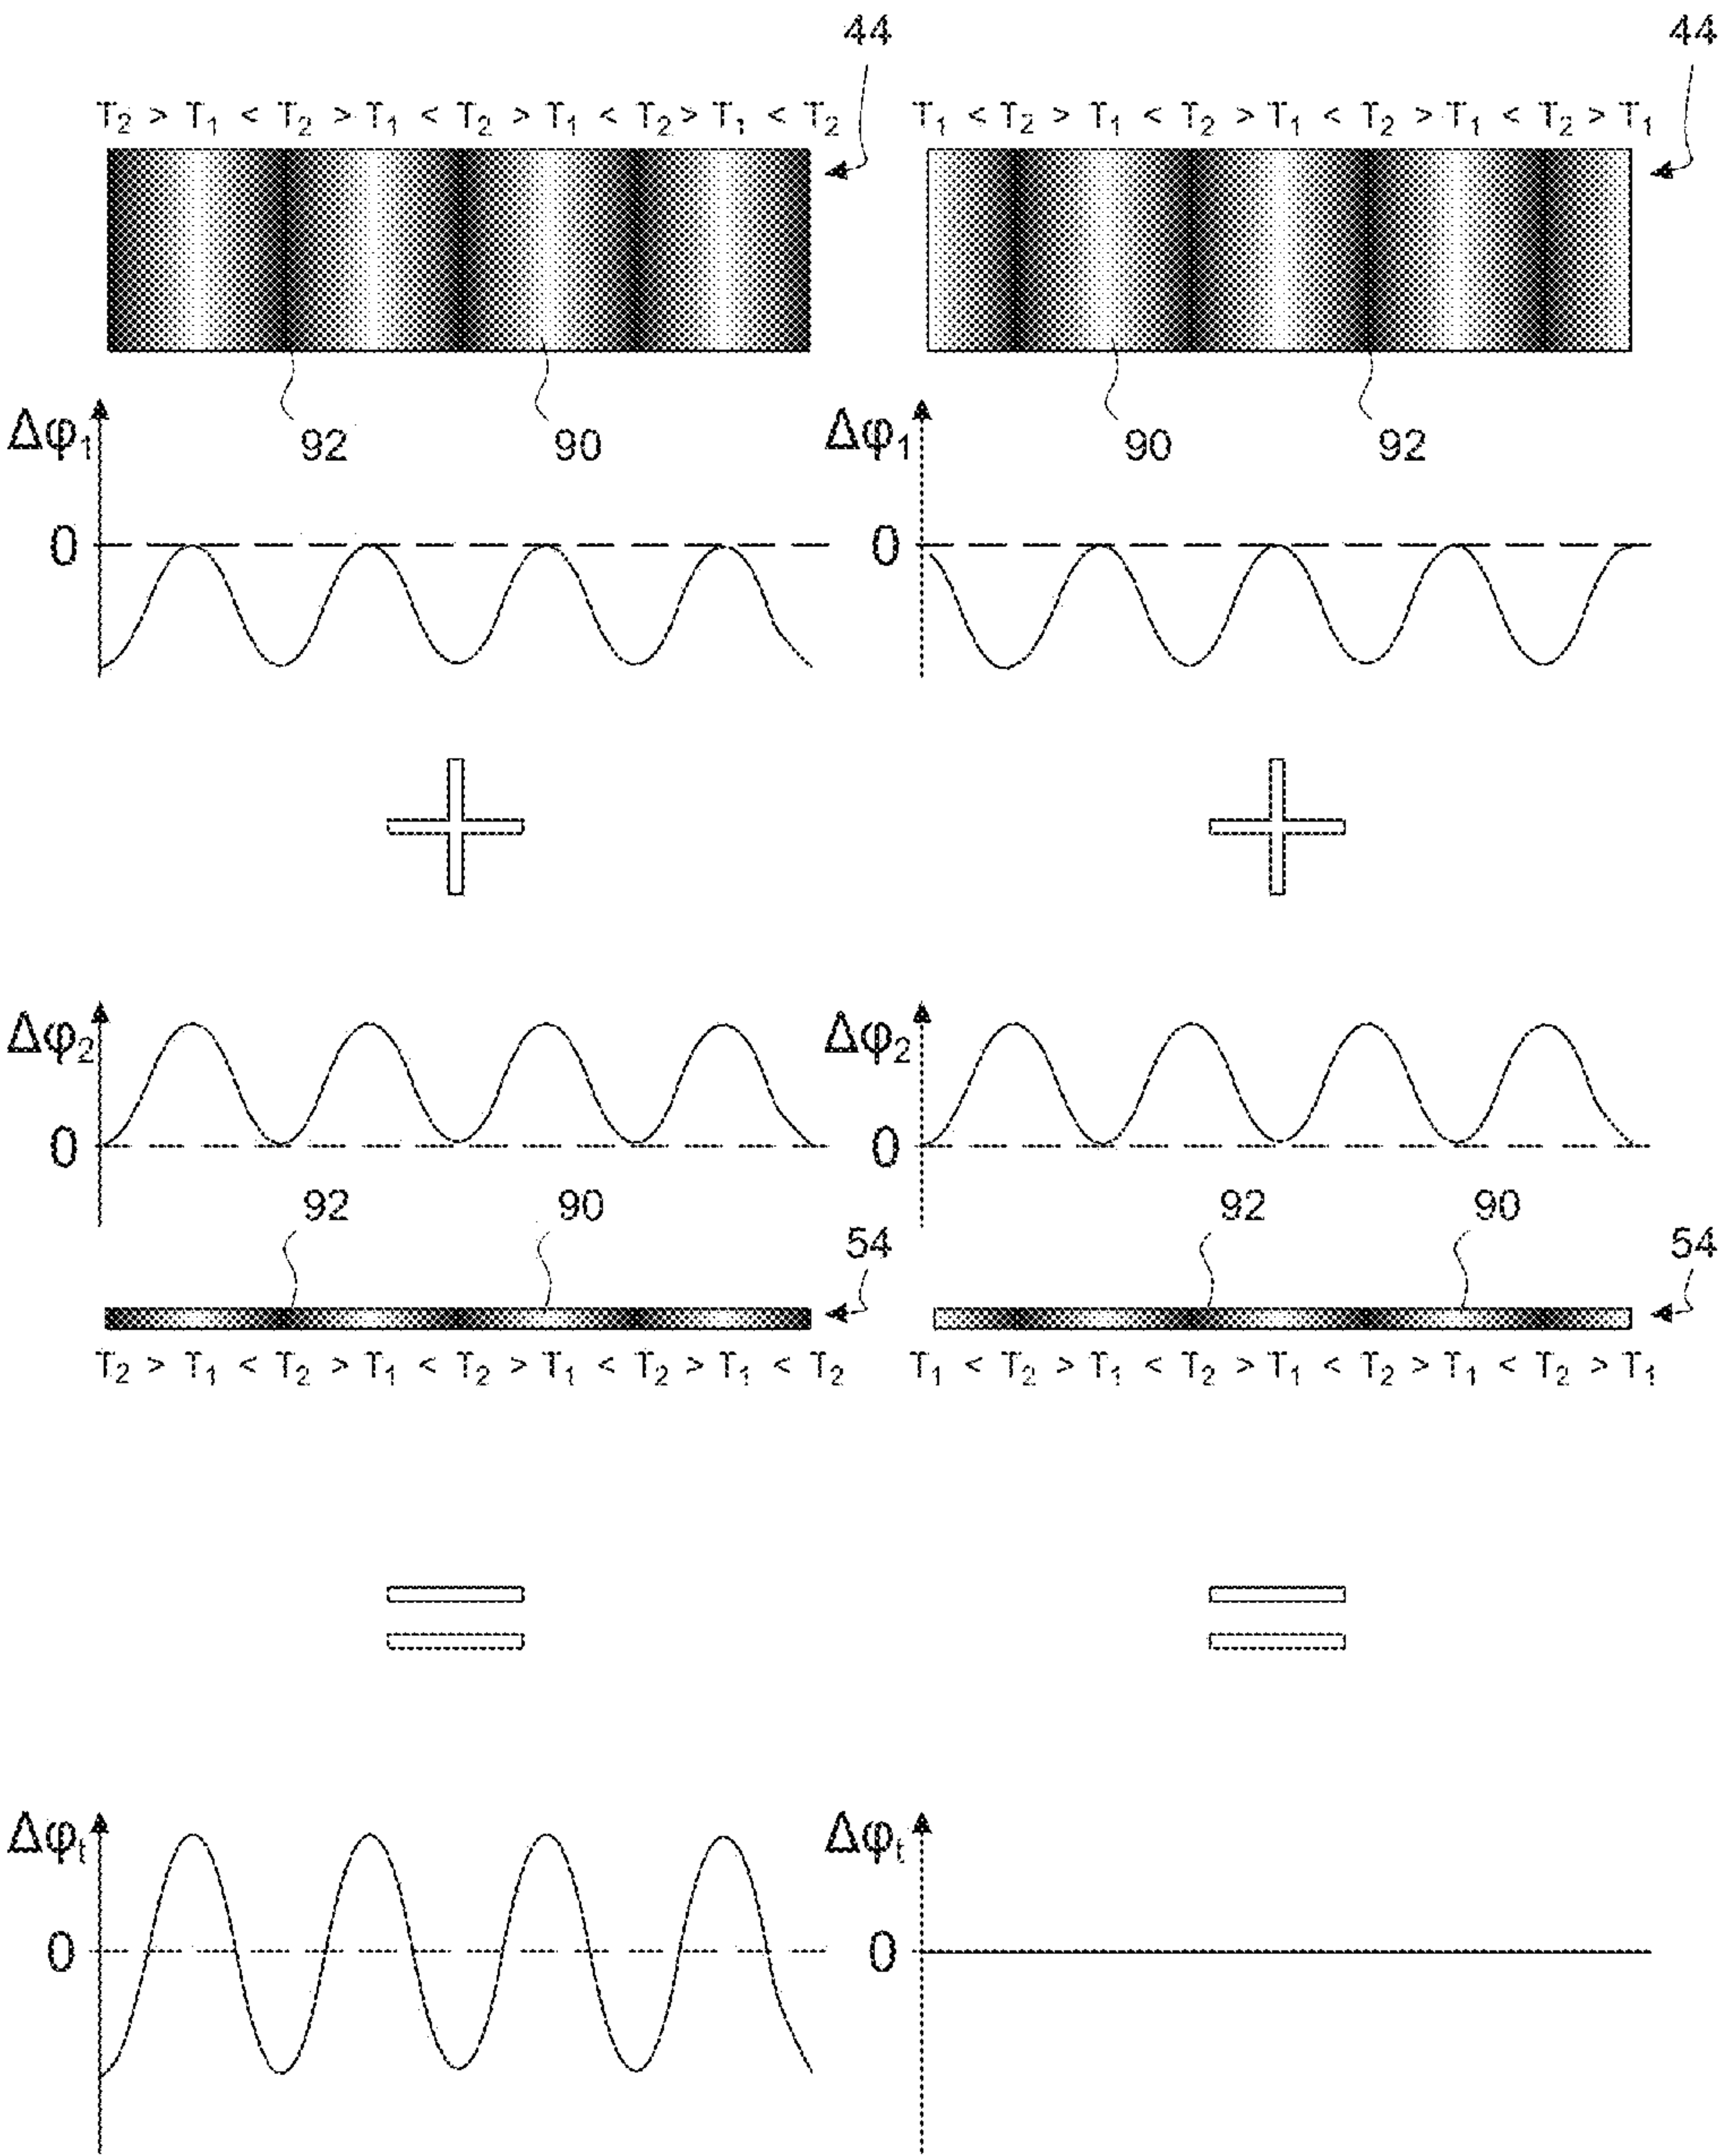 44 44
T₂ > T₁ < T₂ > T₁ < T₂ > T₁ < T₂ > T₁ < T₂ T₁ < T₂ > T₁ < T₂ > T₁ < T₂ > T₁ < T₂ > T₁
Δφ₁ 92 90 Δφ₁ 90 92
0 0
Δφ₂ Δφ₂
0 0
92 90 92 90
54 54
T₂ > T₁ < T₂ > T₁ < T₂ > T₁ < T₂ > T₁ < T₂ T₁ < T₂ > T₁ < T₂ > T₁ < T₂ > T₁ < T₂ > T₁
Δφₜ Δφₜ
0 0